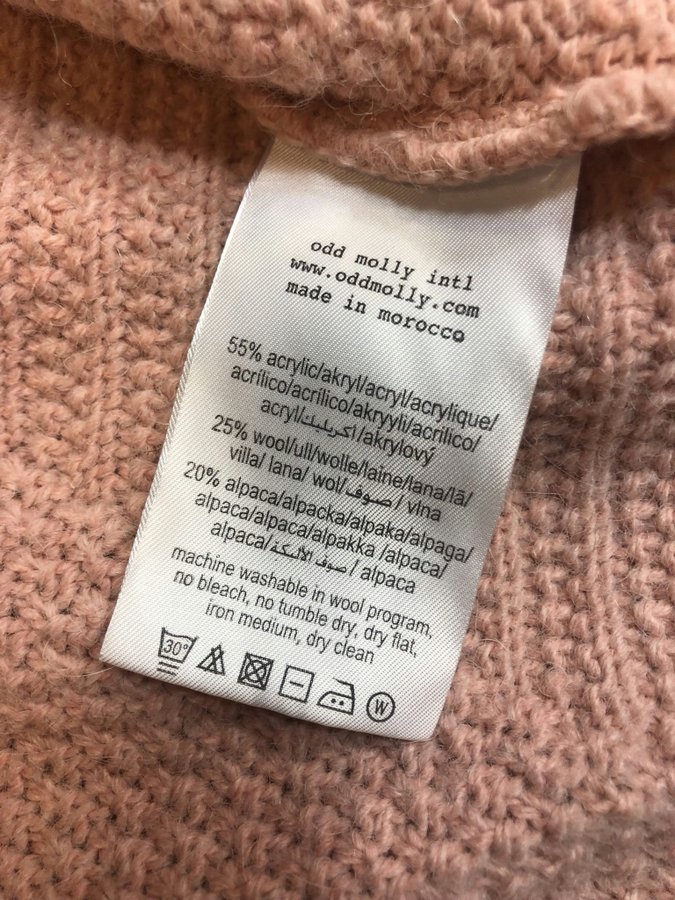 odd molly intl
www.oddmolly.com
made in morocco
55% acrylic/akryl/acryl/acrylique/
acrílico/acrílico/akryyli/acrilico/
acryl/اكريليك/akrylový
25% wool/ull/wolle/laine/lana/lã/
villa/ lana/ wol/صوف/ vlna
20% alpaca/alpacka/alpaka/alpaga/
alpaca/alpaca/alpakka /alpaca/
alpaca/صوف الألبكة/ alpaca
machine washable in wool program,
no bleach, no tumble dry, dry flat,
iron medium, dry clean
30° W